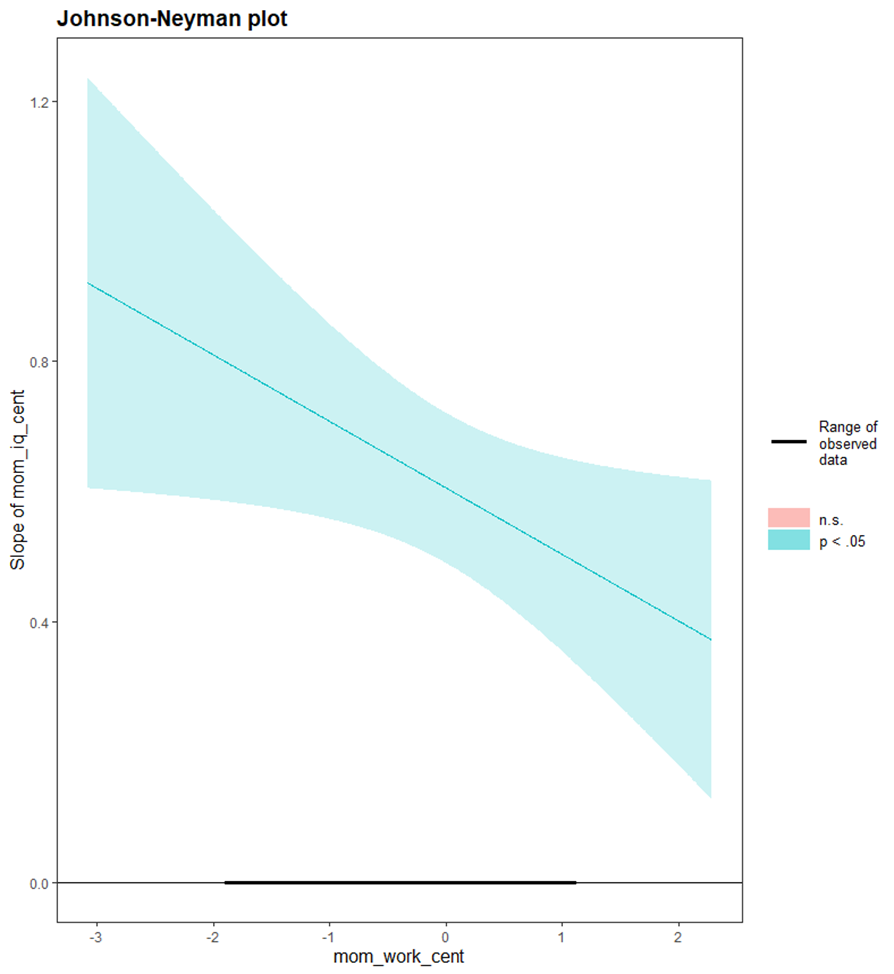 Johnson-Neyman plot
1.2
0.8
0.4
0.0
Slope of mom_iq_cent
-3
-2
-1
0
1
2
mom_work_cent
Range of
observed
data
n.s.
p < .05